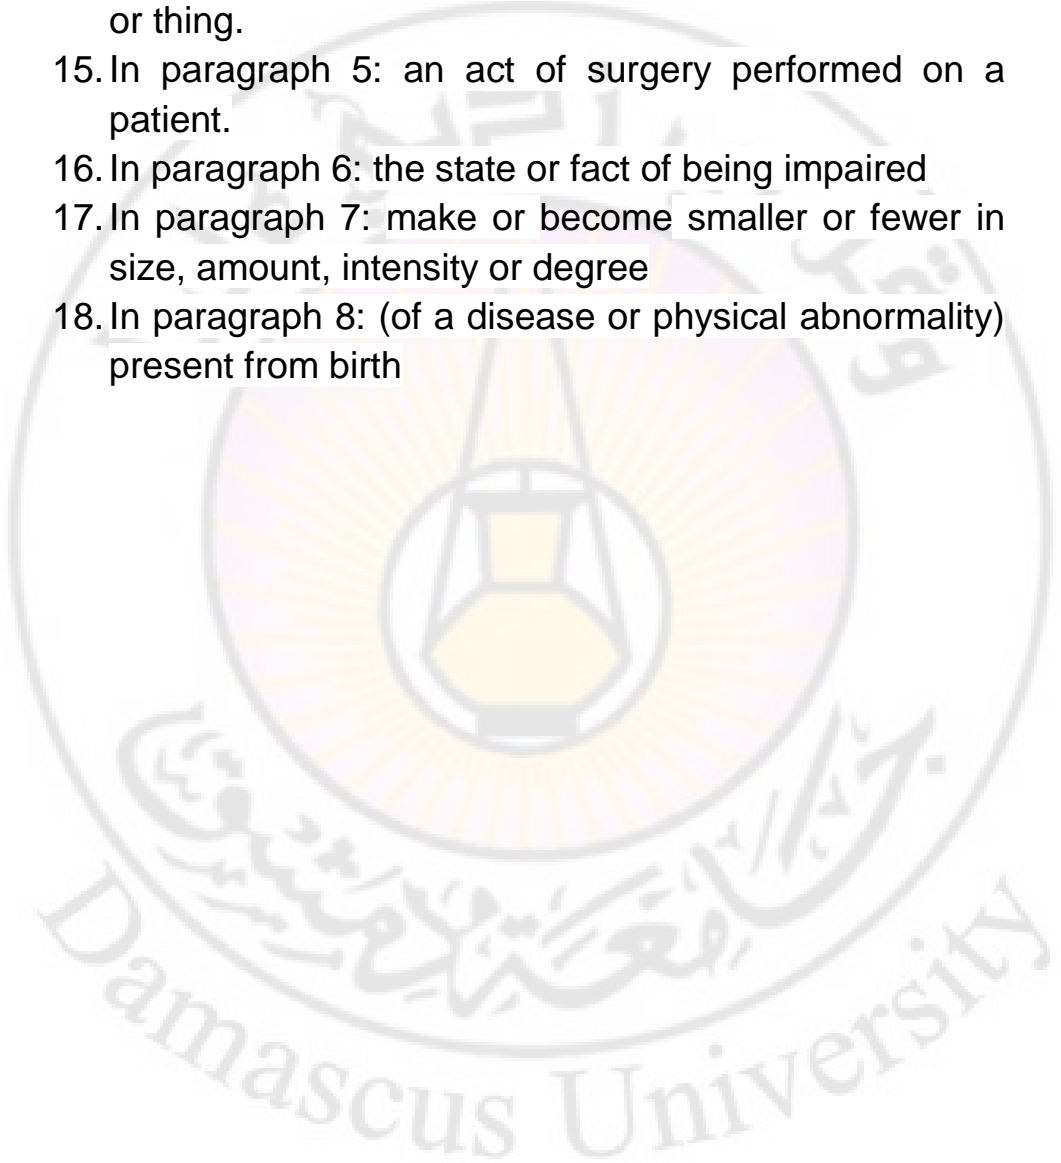 or thing.
15. In paragraph 5: an act of surgery performed on a
patient.
16. In paragraph 6: the state or fact of being impaired
17. In paragraph 7: make or become smaller or fewer in
size, amount, intensity or degree
18. In paragraph 8: (of a disease or physical abnormality)
present from birth
جامعة دمشق
Damascus University